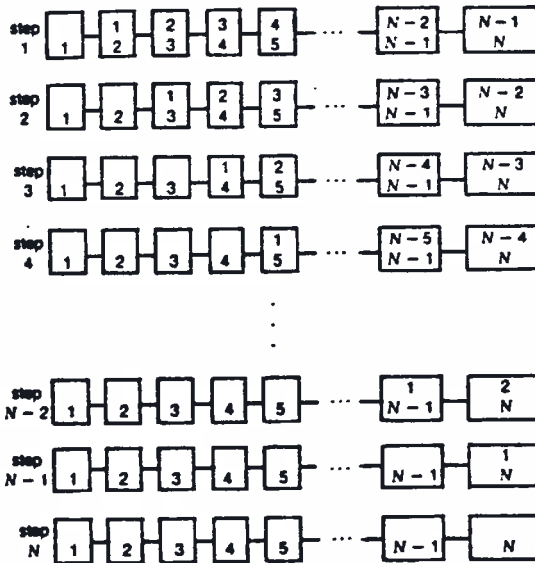 1 2 3 4 N − 2 N − 1
step
1 1 2 3 4 5 ... N − 1 N
1 2 3 N − 3 N − 2
step
2 1 2 3 4 5 ... N − 1 N
1 2 N − 4 N − 3
step
3 1 2 3 4 5 ... N − 1 N
1 N − 5 N − 4
step
4 1 2 3 4 5 ... N − 1 N
1 2
step
N − 2 1 2 3 4 5 ... N − 1 N
1
step
N − 1 1 2 3 4 5 ... N − 1 N
step
N 1 2 3 4 5 ... N − 1 N